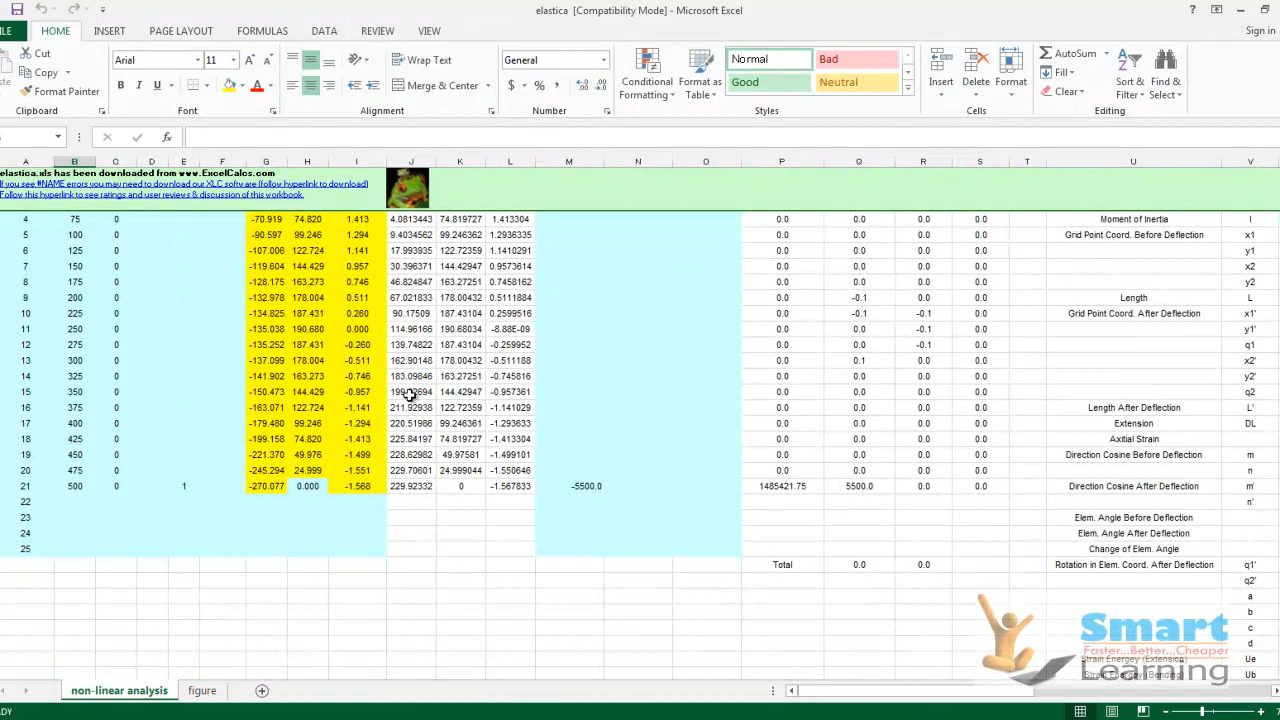 elastica [Compatibility Mode] - Microsoft Excel
Sign in
HOME INSERT PAGE LAYOUT FORMULAS DATA REVIEW VIEW
Cut
Copy
Format Painter
Arial 11
Wrap Text
Merge & Center
General
Conditional Formatting
Format as Table
Normal Bad
Good Neutral
Insert Delete Format
AutoSum
Fill
Clear
Sort & Filter
Find & Select
Clipboard Font Alignment Number Styles Cells Editing
A B C D E F G H I J K L M N O P Q R S T U V
elastica.xls has been downloaded from www.ExcelCalcs.com
If you see #NAME errors you may need to download our XLC software (follow hyperlink to download)
Follow this hyperlink to see ratings and user reviews & discussion of this workbook.
4 75 0 -70.919 74.820 1.413 4.0813443 74.819727 1.413304 0.0 0.0 0.0 0.0 Moment of Inertia I
5 100 0 -90.597 99.246 1.294 9.4034562 99.246362 1.2936335 0.0 0.0 0.0 0.0 Grid Point Coord. Before Deflection x1
6 125 0 -107.006 122.724 1.141 17.993935 122.72359 1.1410291 0.0 0.0 0.0 0.0 y1
7 150 0 -119.604 144.429 0.957 30.396371 144.42947 0.9573614 0.0 0.0 0.0 0.0 x2
8 175 0 -128.175 163.273 0.746 46.824847 163.27251 0.7458162 0.0 0.0 0.0 0.0 y2
9 200 0 -132.978 178.004 0.511 67.021833 178.00432 0.5111884 0.0 -0.1 0.0 0.0 Length L
10 225 0 -134.825 187.431 0.260 90.17509 187.43104 0.2599516 0.0 -0.1 -0.1 0.0 Grid Point Coord. After Deflection x1'
11 250 0 -135.038 190.680 0.000 114.96166 190.68034 -8.88E-09 0.0 0.0 -0.1 0.0 y1'
12 275 0 -135.252 187.431 -0.260 139.74822 187.43104 -0.259952 0.0 0.0 -0.1 0.0 q1
13 300 0 -137.099 178.004 -0.511 162.90148 178.00432 -0.511188 0.0 0.1 0.0 0.0 x2'
14 325 0 -141.902 163.273 -0.746 183.09846 163.27251 -0.745816 0.0 0.0 0.0 0.0 y2'
15 350 0 -150.473 144.429 -0.957 144.42947 -0.957361 0.0 0.0 0.0 0.0 q2
16 375 0 -163.071 122.724 -1.141 211.92938 122.72359 -1.141029 0.0 0.0 0.0 0.0 Length After Deflection L'
17 400 0 -179.480 99.246 -1.294 220.51986 99.246361 -1.293633 0.0 0.0 0.0 0.0 Extension DL
18 425 0 -199.158 74.820 -1.413 225.84197 74.819727 -1.413304 0.0 0.0 0.0 0.0 Axitial Strain
19 450 0 -221.370 49.976 -1.499 228.62982 49.97581 -1.499101 0.0 0.0 0.0 0.0 Direction Cosine Before Deflection m
20 475 0 -245.294 24.999 -1.551 229.70601 24.999044 -1.550646 0.0 0.0 0.0 0.0 n
21 500 0 1 -270.077 0.000 -1.568 229.92332 0 -1.567833 -5500.0 1485421.75 5500.0 0.0 0.0 Direction Cosine After Deflection m'
22 n'
23 Elem. Angle Before Deflection
24 Elem. Angle After Deflection
25 Change of Elem. Angle
Total 0.0 0.0 Rotation in Elem. Coord. After Deflection q1'
q2'
a
b
c
d
Strain Energey (Extension) Ue
Strain Energy (Bending) Ub
Smart
Faster...Better...Cheaper
Learning
non-linear analysis figure